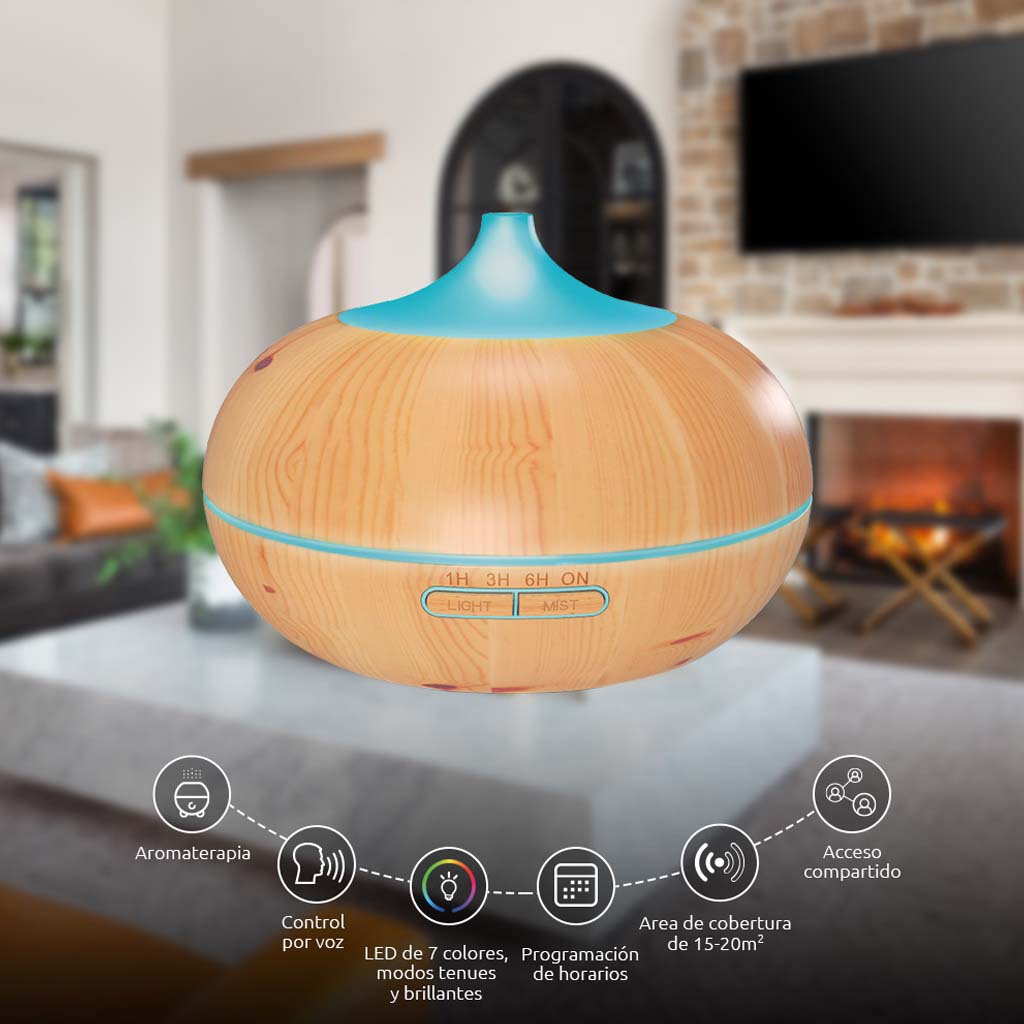 1H 3H 6H ON
LIGHT MIST
Aromaterapia
Control
por voz
LED de 7 colores,
modos tenues
y brillantes
Programación
de horarios
Area de cobertura
de 15-20m²
Acceso
compartido